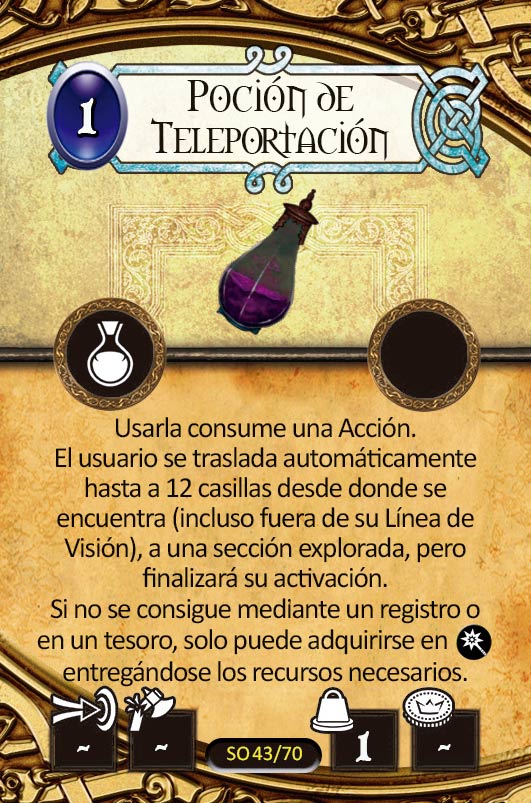 1
Poción de
Teleportación
Usarla consume una Acción.
El usuario se traslada automáticamente
hasta a 12 casillas desde donde se
encuentra (incluso fuera de su Línea de
Visión), a una sección explorada, pero
finalizará su activación.
Si no se consigue mediante un registro o
en un tesoro, solo puede adquirirse en
entregándose los recursos necesarios.
~ ~ SO 43/70 1 ~